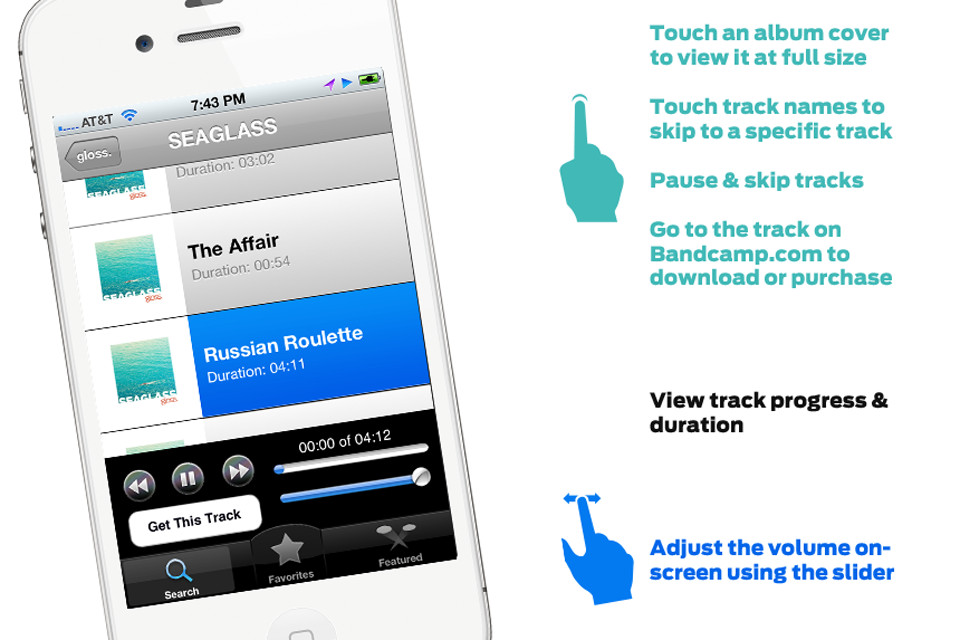 AT&T
7:43 PM
gloss.
SEAGLASS
Duration: 03:02
SEAGLASS
gloss.
The Affair
Duration: 00:54
SEAGLASS
gloss.
Russian Roulette
Duration: 04:11
SEAGLASS
gloss.
00:00 of 04:12
Get This Track
Search
Favorites
Featured
Touch an album cover
to view it at full size
Touch track names to
skip to a specific track
Pause & skip tracks
Go to the track on
Bandcamp.com to
download or purchase
View track progress &
duration
Adjust the volume on-
screen using the slider